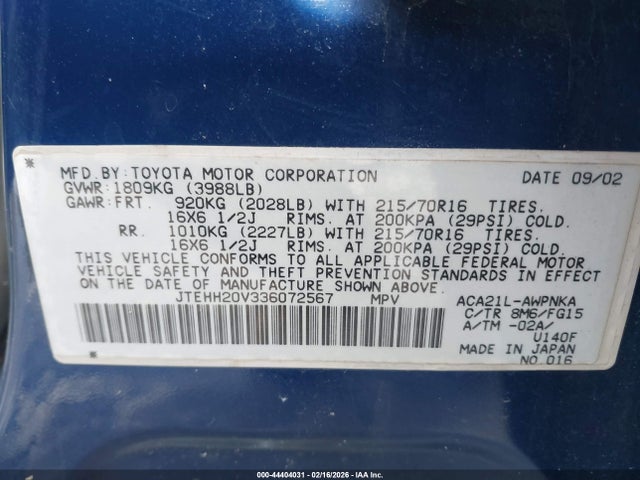 MFD. BY: TOYOTA MOTOR CORPORATION DATE 09/02
GVWR: 1809KG (3988LB)
GAWR: FRT. 920KG (2028LB) WITH 215/70R16 TIRES.
16X6 1/2J RIMS. AT 200KPA (29PSI) COLD.
RR. 1010KG (2227LB) WITH 215/70R16 TIRES.
16X6 1/2J RIMS. AT 200KPA (29PSI) COLD.
THIS VEHICLE CONFORMS TO ALL APPLICABLE FEDERAL MOTOR
VEHICLE SAFETY AND THEFT PREVENTION STANDARDS IN EFFECT
ON THE DATE OF MANUFACTURE SHOWN ABOVE.
JTEHH20V336072567 MPV ACA21L-AWPNKA
C/TR 8M6/FG15
A/TM -02A/
U140F
MADE IN JAPAN
NO.016
000-44404031 - 02/16/2026 - COPART